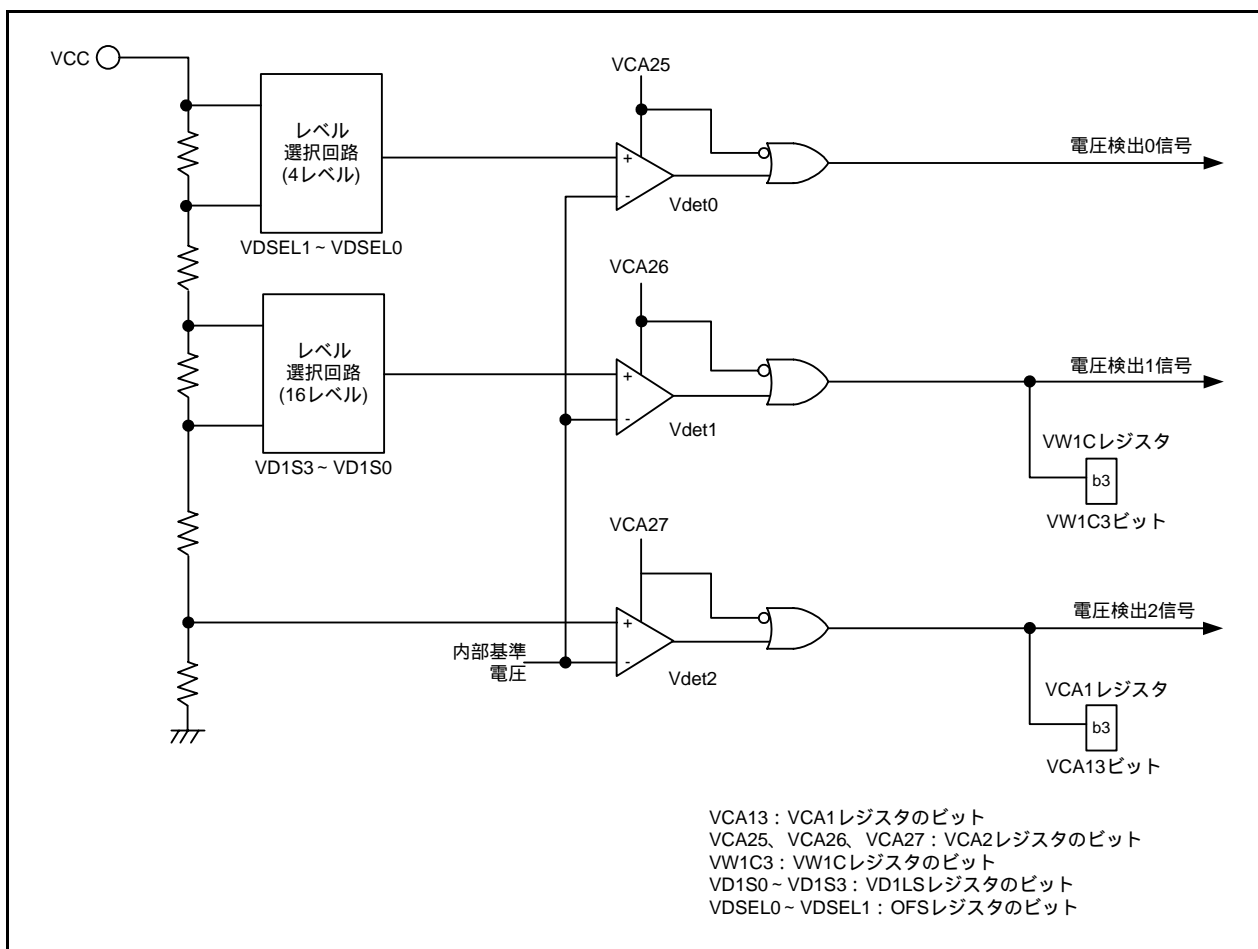 VCC
レベル
選択回路
(4レベル)
VDSEL1 ~ VDSEL0
VCA25
+
-
Vdet0
電圧検出0信号
レベル
選択回路
(16レベル)
VD1S3 ~ VD1S0
VCA26
+
-
Vdet1
電圧検出1信号
VW1Cレジスタ
b3
VW1C3ビット
VCA27
+
-
Vdet2
内部基準
電圧
電圧検出2信号
VCA1レジスタ
b3
VCA13ビット
VCA13：VCA1レジスタのビット
VCA25、VCA26、VCA27：VCA2レジスタのビット
VW1C3：VW1Cレジスタのビット
VD1S0 ~ VD1S3：VD1LSレジスタのビット
VDSEL0 ~ VDSEL1：OFSレジスタのビット